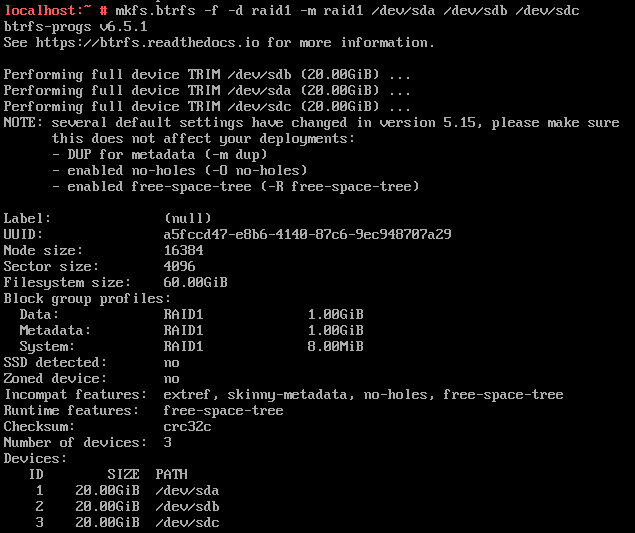 localhost:~ # mkfs.btrfs -f -d raid1 -m raid1 /dev/sda /dev/sdb /dev/sdc
btrfs-progs v6.5.1
See https://btrfs.readthedocs.io for more information.

Performing full device TRIM /dev/sdb (20.00GiB) ...
Performing full device TRIM /dev/sda (20.00GiB) ...
Performing full device TRIM /dev/sdc (20.00GiB) ...
NOTE: several default settings have changed in version 5.15, please make sure
      this does not affect your deployments:
      - DUP for metadata (-m dup)
      - enabled no-holes (-O no-holes)
      - enabled free-space-tree (-R free-space-tree)

Label:              (null)
UUID:               a5fccd47-e8b6-4140-87c6-9ec948707a29
Node size:          16384
Sector size:        4096
Filesystem size:    60.00GiB
Block group profiles:
  Data:             RAID1             1.00GiB
  Metadata:         RAID1             1.00GiB
  System:           RAID1             8.00MiB
SSD detected:       no
Zoned device:       no
Incompat features:  extref, skinny-metadata, no-holes, free-space-tree
Runtime features:   free-space-tree
Checksum:           crc32c
Number of devices:  3
Devices:
   ID        SIZE  PATH
    1    20.00GiB  /dev/sda
    2    20.00GiB  /dev/sdb
    3    20.00GiB  /dev/sdc